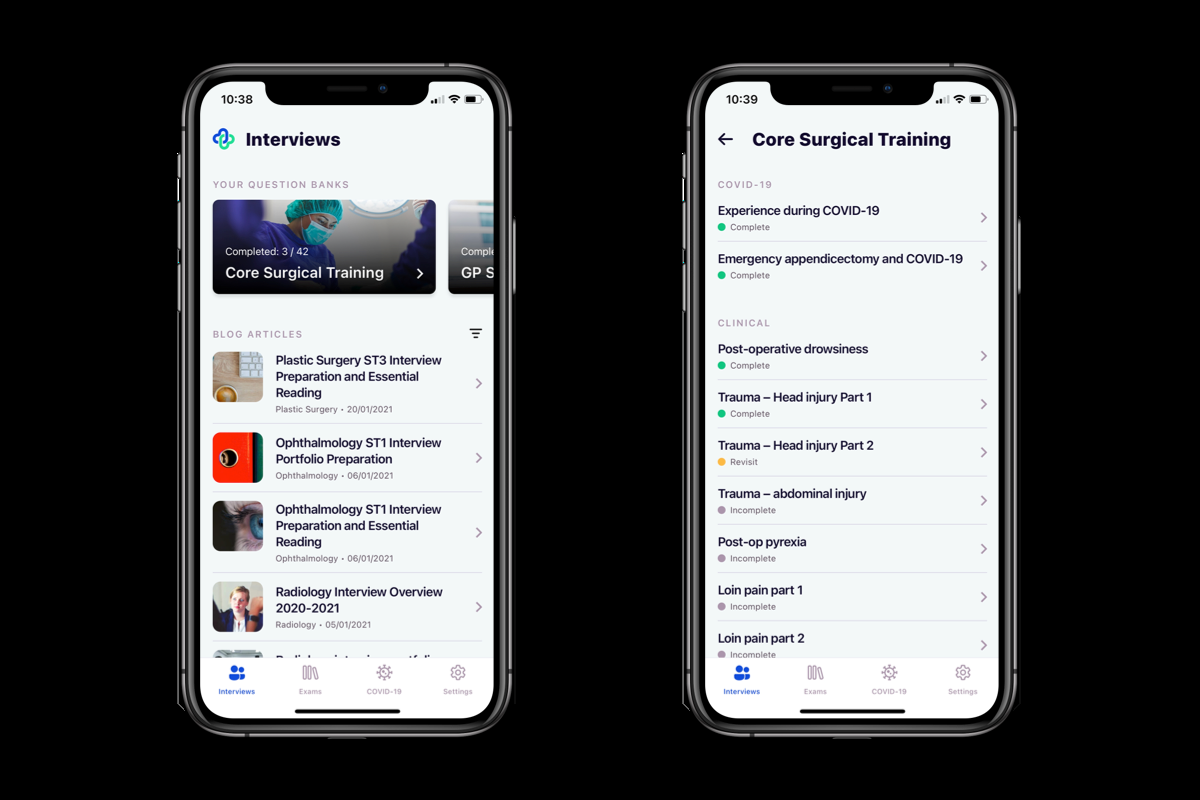 10:38
Interviews
YOUR QUESTION BANKS
Completed: 3 / 42
Core Surgical Training
Comple
GP S
BLOG ARTICLES
Plastic Surgery ST3 Interview
Preparation and Essential
Reading
Plastic Surgery • 20/01/2021
Ophthalmology ST1 Interview
Portfolio Preparation
Ophthalmology • 06/01/2021
Ophthalmology ST1 Interview
Preparation and Essential
Reading
Ophthalmology • 06/01/2021
Radiology Interview Overview
2020-2021
Radiology • 05/01/2021
Interviews
Exams
COVID-19
Settings
10:39
Core Surgical Training
COVID-19
Experience during COVID-19
Complete
Emergency appendicectomy and COVID-19
Complete
CLINICAL
Post-operative drowsiness
Complete
Trauma – Head injury Part 1
Complete
Trauma – Head injury Part 2
Revisit
Trauma – abdominal injury
Incomplete
Post-op pyrexia
Incomplete
Loin pain part 1
Incomplete
Loin pain part 2
Incomplete
Interviews
Exams
COVID-19
Settings